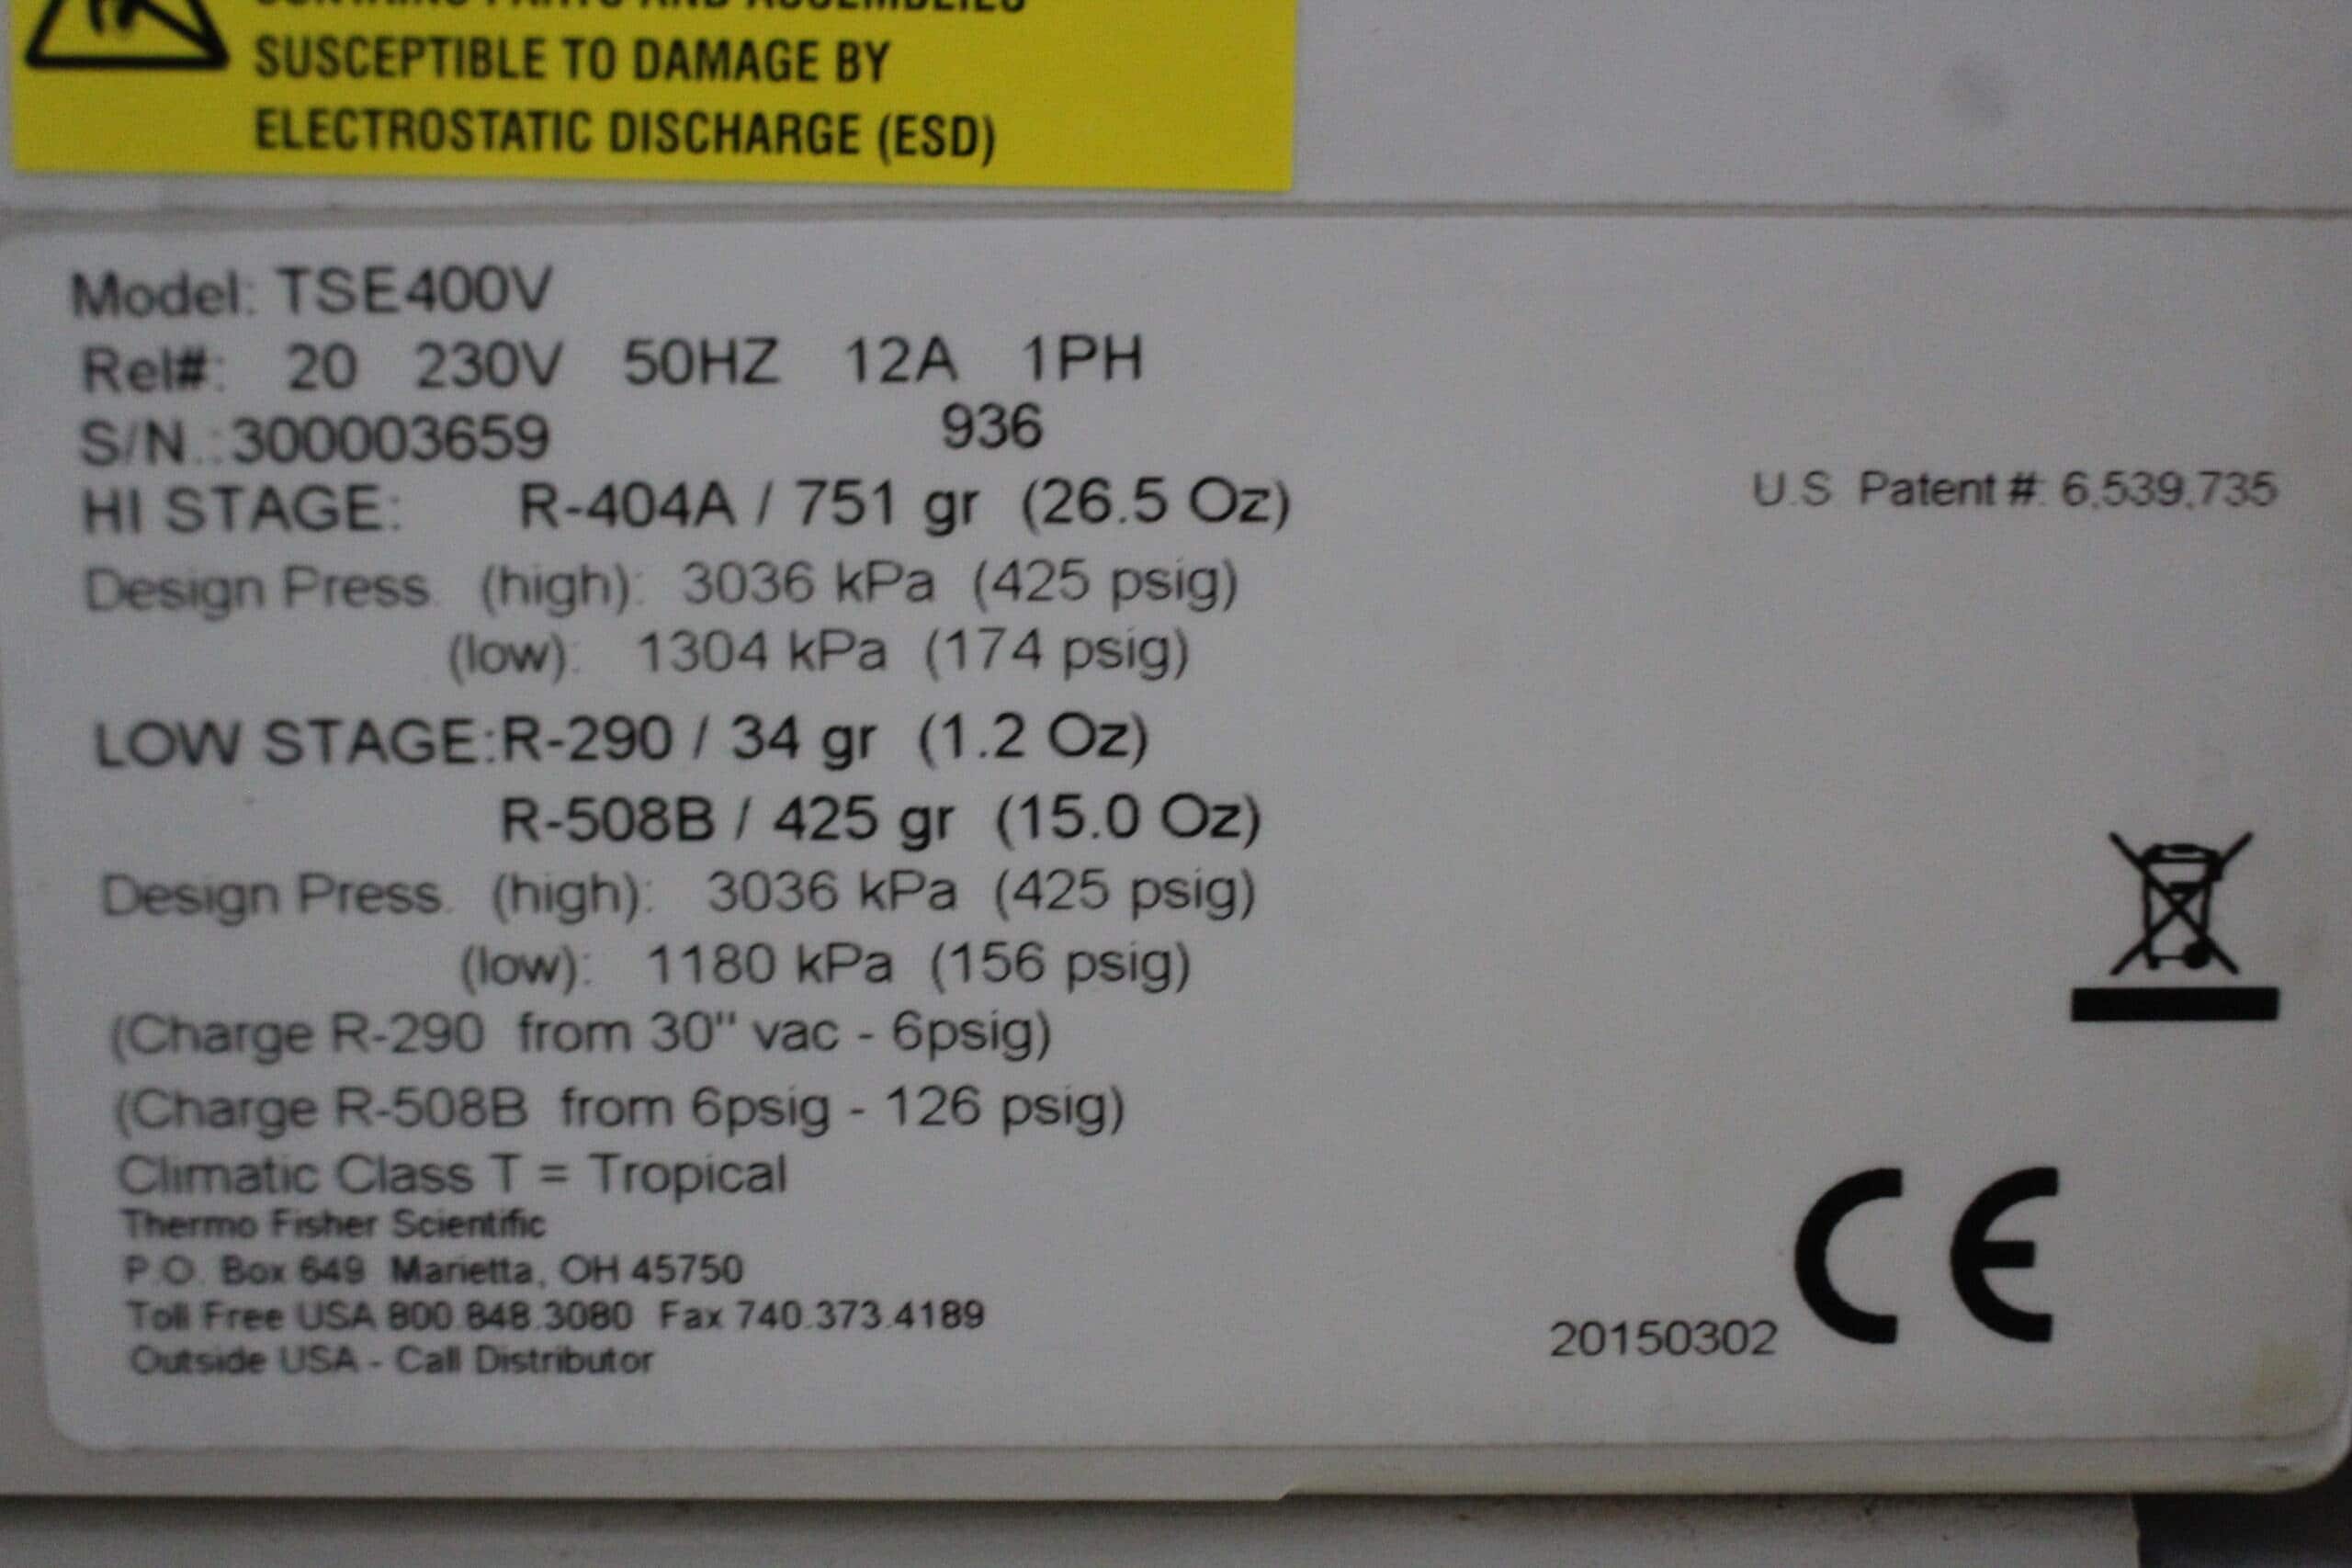 CONTAINS PARTS AND ASSEMBLIES
SUSCEPTIBLE TO DAMAGE BY
ELECTROSTATIC DISCHARGE (ESD)
Model: TSE400V
Rel#: 20 230V 50HZ 12A 1PH
S/N.:300003659 936
HI STAGE: R-404A / 751 gr (26.5 Oz)
U.S Patent #: 6,539,735
Design Press. (high): 3036 kPa (425 psig)
(low): 1304 kPa (174 psig)
LOW STAGE:R-290 / 34 gr (1.2 Oz)
R-508B / 425 gr (15.0 Oz)
Design Press. (high): 3036 kPa (425 psig)
(low): 1180 kPa (156 psig)
(Charge R-290 from 30" vac - 6psig)
(Charge R-508B from 6psig - 126 psig)
Climatic Class T = Tropical
Thermo Fisher Scientific
P.O. Box 649 Marietta, OH 45750
Toll Free USA 800.848.3080 Fax 740.373.4189
Outside USA - Call Distributor
20150302 CE